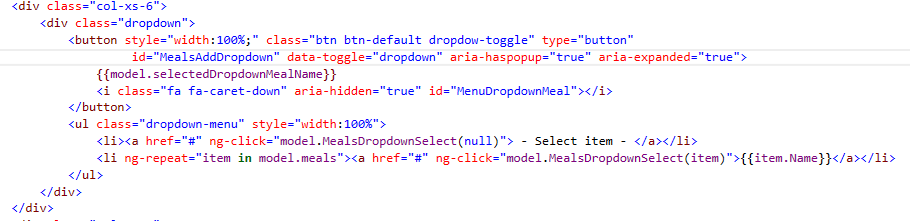 <div class="col-xs-6">
<div class="dropdown">
<button style="width:100%;" class="btn btn-default dropdow-toggle" type="button"
id="MealsAddDropdown" data-toggle="dropdown" aria-haspopup="true" aria-expanded="true">
{{model.selectedDropdownMealName}}
<i class="fa fa-caret-down" aria-hidden="true" id="MenuDropdownMeal"></i>
</button>
<ul class="dropdown-menu" style="width:100%">
<li><a href="#" ng-click="model.MealsDropdownSelect(null)"> - Select item - </a></li>
<li ng-repeat="item in model.meals"><a href="#" ng-click="model.MealsDropdownSelect(item)">{{item.Name}}</a></li>
</ul>
</div>
</div>